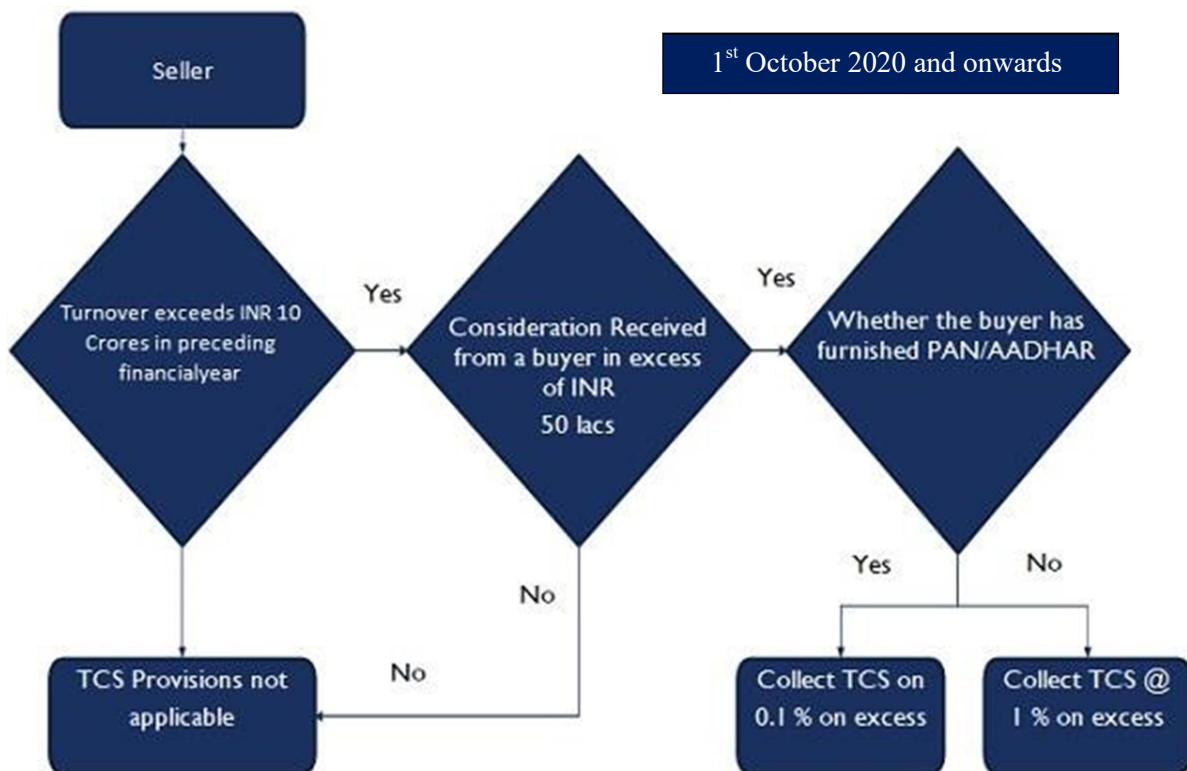 Seller
1st October 2020 and onwards
Turnover exceeds INR 10
Crores in preceding
financialyear
Yes
Consideration Received
from a buyer in excess
of INR
50 lacs
Yes
Whether the buyer has
furnished PAN/AADHAR
No
No
Yes
No
TCS Provisions not
applicable
Collect TCS on
0.1 % on excess
Collect TCS @
1 % on excess